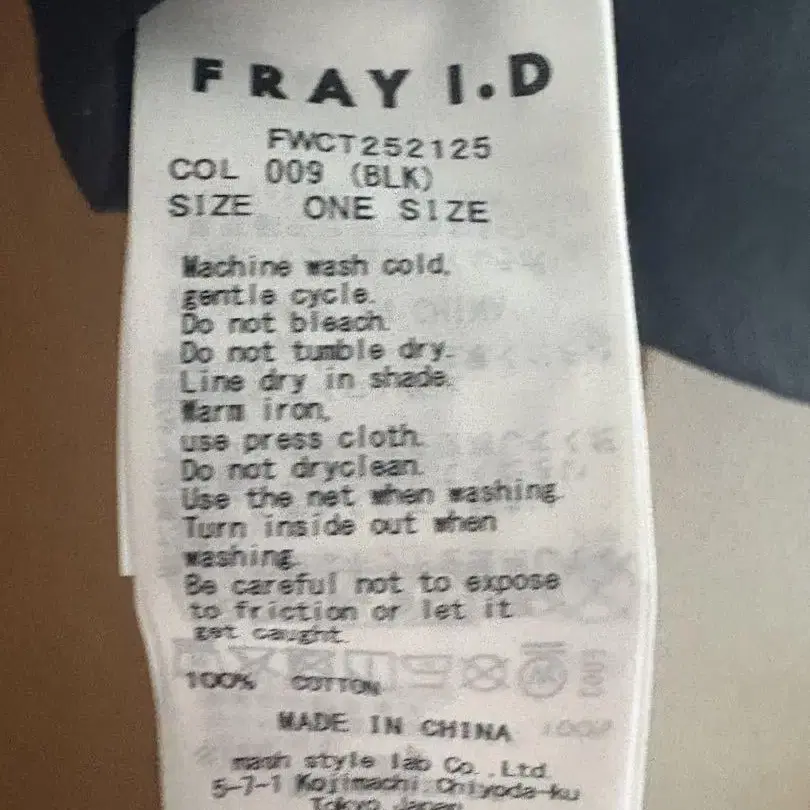 FRAY I.D
FWCT252125
COL 009 (BLK)
SIZE ONE SIZE
Machine wash cold,
gentle cycle.
Do not bleach.
Do not tumble dry.
Line dry in shade.
Warm iron,
use press cloth.
Do not dryclean.
Use the net when washing.
Turn inside out when
washing.
Be careful not to expose
to friction or let it
get caught.
100% COTTON
MADE IN CHINA
mash style lab Co.,Ltd.
5-7-1 Kojimachi Chiyoda-ku
Tokyo Japan